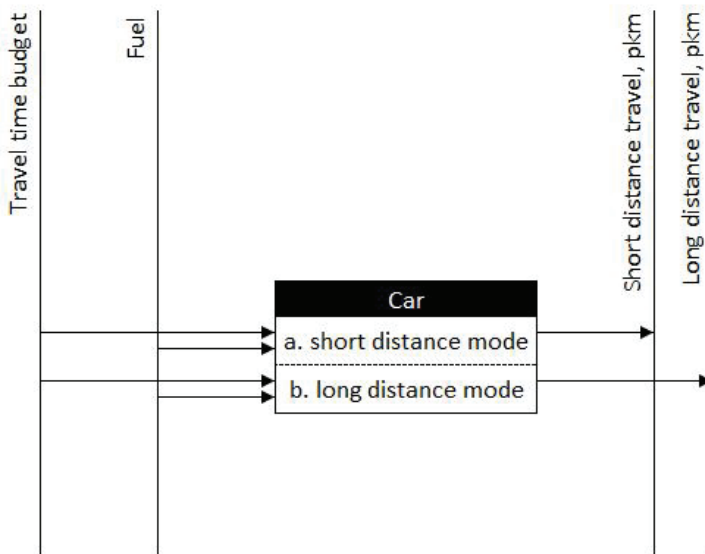 Travel time budget
Fuel
Short distance travel, pkm
Long distance travel, pkm
Car
a. short distance mode
b. long distance mode